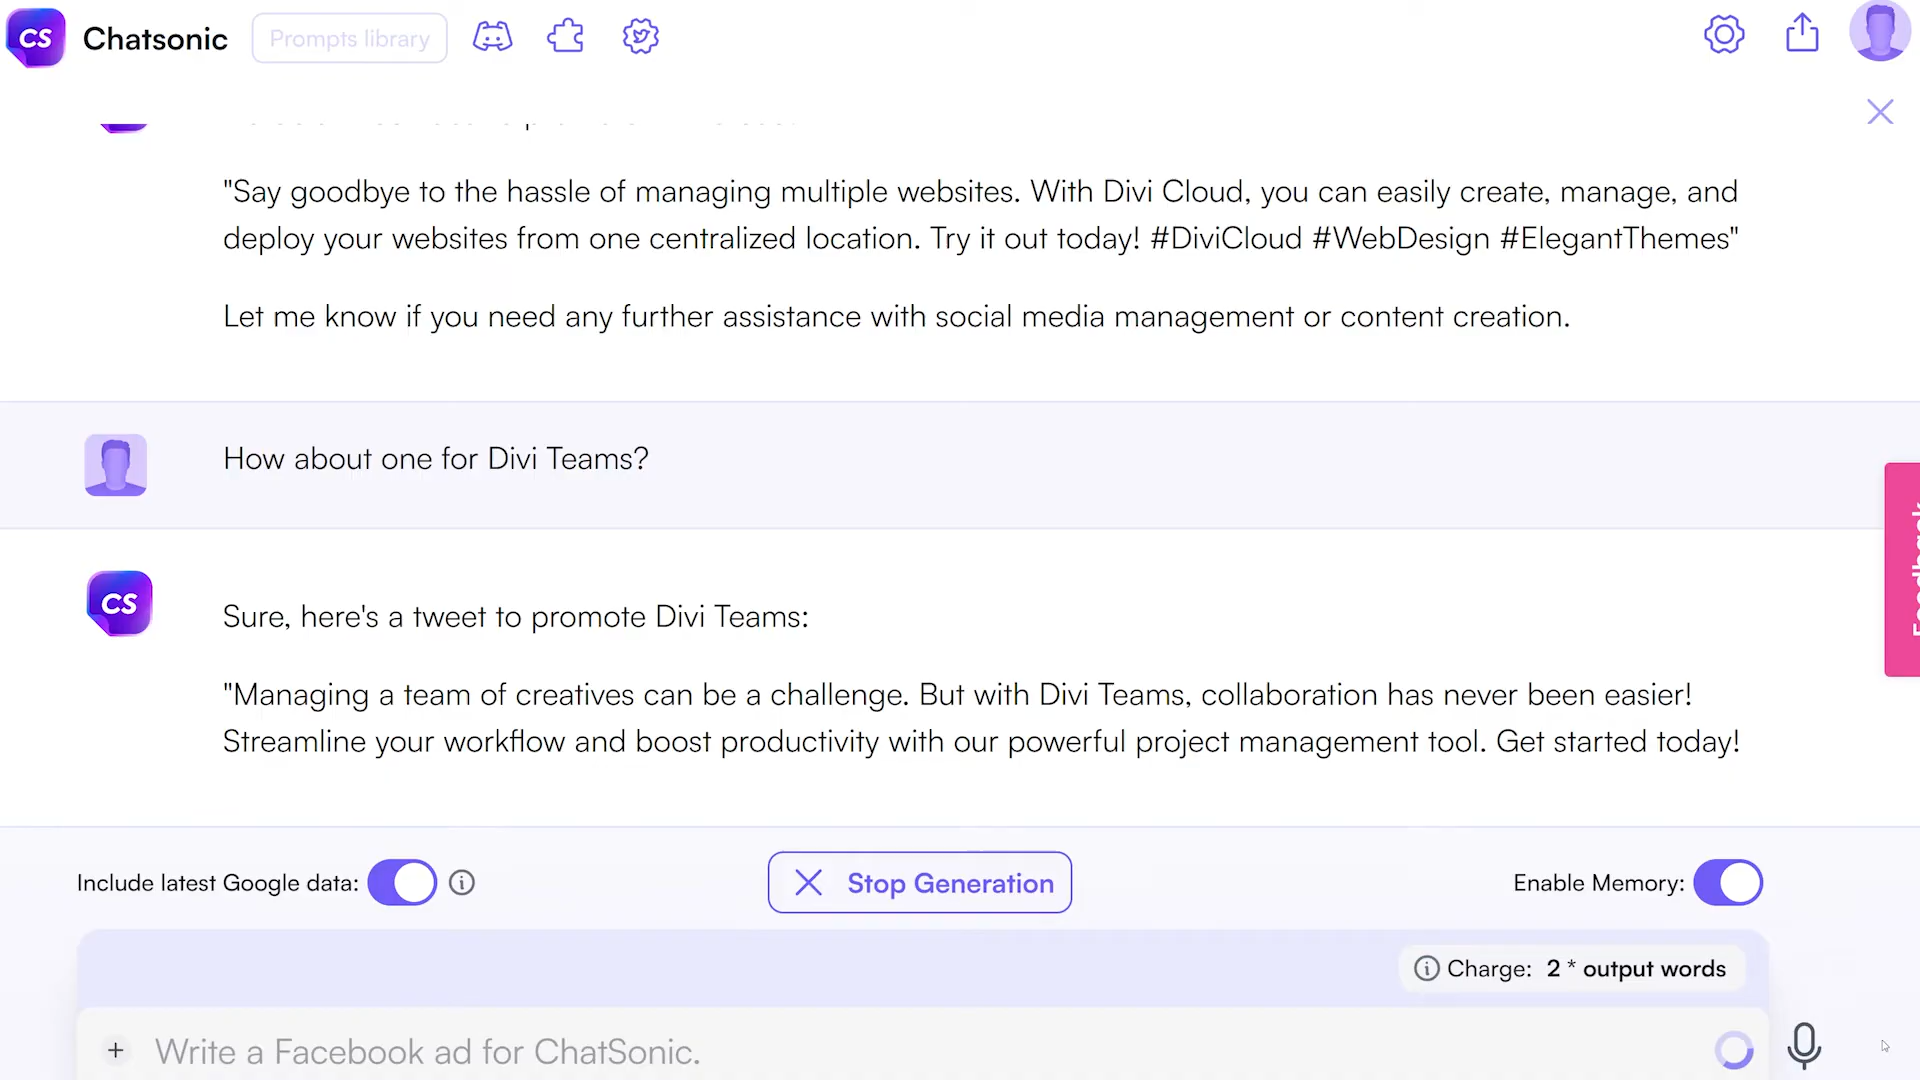 CS Chatsonic Prompts library
"Say goodbye to the hassle of managing multiple websites. With Divi Cloud, you can easily create, manage, and
deploy your websites from one centralized location. Try it out today! #DiviCloud #WebDesign #ElegantThemes"
Let me know if you need any further assistance with social media management or content creation.
How about one for Divi Teams?
CS
Sure, here's a tweet to promote Divi Teams:
"Managing a team of creatives can be a challenge. But with Divi Teams, collaboration has never been easier!
Streamline your workflow and boost productivity with our powerful project management tool. Get started today!
Feedback
Include latest Google data:
Stop Generation
Enable Memory:
Charge: 2 * output words
+ Write a Facebook ad for ChatSonic.